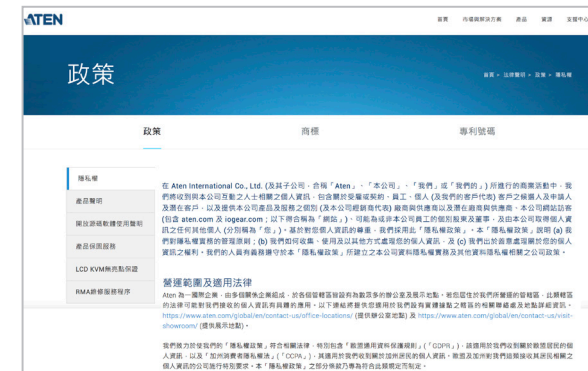 ATEN
首頁 市場與解決方案 產品 資源 支援中心
政策
首頁 > 法律聲明 > 政策 > 隱私權
政策 商標 專利號碼
隱私權
產品聲明
開放源碼軟體使用聲明
產品保固服務
LCD KVM無亮點保證
RMA維修服務程序
在 Aten International Co., Ltd. (及其子公司,合稱「Aten」、「本公司」、「我們」或「我們的」) 所進行的商業活動中,我
們將收到與本公司互動之人士相關之個人資訊,包含關於受雇或契約、員工、個人 (及我們的客戶代表) 客戶之候選人及申請人
及潛在客戶,以及提供本公司產品及服務之個別 (及本公司經銷商代表) 廠商與供應商以及潛在廠商與供應商、本公司網站訪客
(包含 aten.com 及 iogear.com;以下得合稱為「網站」)、可能為或非本公司員工的個別股東及董事,及由本公司取得個人資
訊之任何其他個人 (分別稱為「您」)。基於對您個人資訊的尊重,我們採用此「隱私權政策」。本「隱私權政策」說明 (a) 我
們對隱私權實務的管理原則;(b) 我們如何收集、使用及以其他方式處理您的個人資訊,及 (c) 我們出於善意處理關於您的個人
資訊之權利。我們的人員有義務遵守於本「隱私權政策」所建立之本公司資料隱私權實務及其他資料隱私權相關之公司政策。
營運範圍及適用法律
Aten 為一國際企業,由多個關係企業組成,於各個管轄區皆設有為數眾多的辦公室及展示地點。若您居住於我們所營運的管轄區,此類轄區
的法律可能對我們接收的個人資訊有具體的應用。以下連結將提供您適用於我們設有實體據點之轄區的相關聯絡處及地點詳細資訊。
https://www.aten.com/global/en/contact-us/office-locations/ (提供辦公室地點) 及 https://www.aten.com/global/en/contact-us/visit-
showroom/ (提供展示地點)。
我們致力於使我們的「隱私權政策」符合相關法律,特別包含「歐盟通用資料保護規則」(「GDPR」),該適用於我們收到關於歐盟居民的個
人資訊,以及「加州消費者隱私權法」(「CCPA」),其適用於我們收到關於加州居民的個人資訊。歐盟及加州對我們這類接收其居民相關之
個人資訊的公司施行特別要求。本「隱私權政策」之部分條款乃專為符合此類規定而制定。